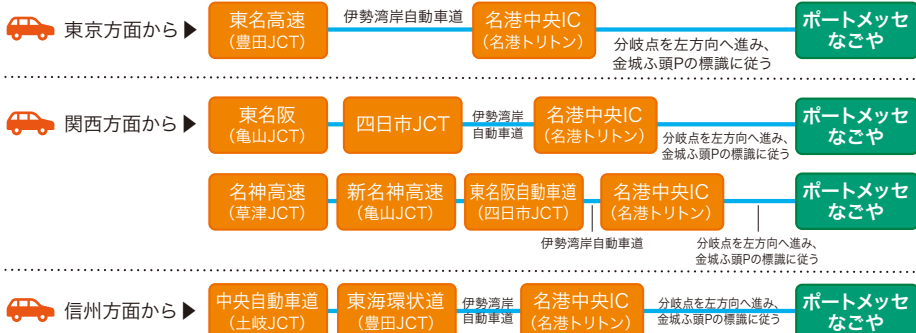 東京方面から▶
東名高速
(豊田JCT)
伊勢湾岸自動車道
名港中央IC
(名港トリトン)
分岐点を左方向へ進み、
金城ふ頭Pの標識に従う
ポートメッセ
なごや
関西方面から▶
東名阪
(亀山JCT)
四日市JCT
伊勢湾岸
自動車道
名港中央IC
(名港トリトン)
分岐点を左方向へ進み、
金城ふ頭Pの標識に従う
ポートメッセ
なごや
名神高速
(草津JCT)
新名神高速
(亀山JCT)
東名阪自動車道
(四日市JCT)
伊勢湾岸自動車道
名港中央IC
(名港トリトン)
分岐点を左方向へ進み、
金城ふ頭Pの標識に従う
ポートメッセ
なごや
信州方面から▶
中央自動車道
(土岐JCT)
東海環状道
(豊田JCT)
伊勢湾岸
自動車道
名港中央IC
(名港トリトン)
分岐点を左方向へ進み、
金城ふ頭Pの標識に従う
ポートメッセ
なごや